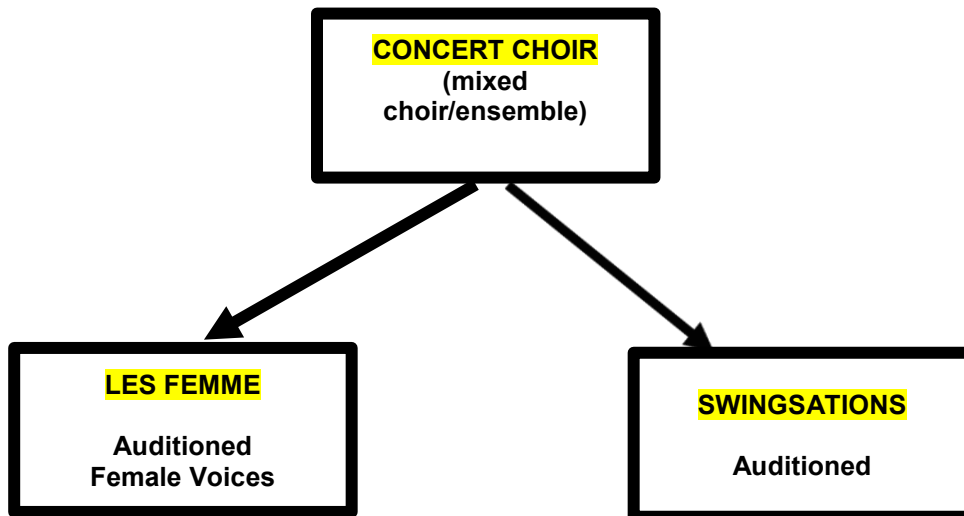 CONCERT CHOIR
(mixed
choir/ensemble)
LES FEMME
Auditioned
Female Voices
SWINGSATIONS
Auditioned